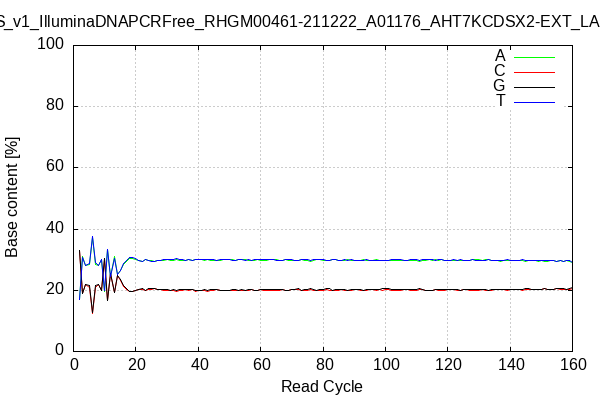 S_v1_IlluminaDNAPCRFree_RHGM00461-211222_A01176_AHT7KCDSX2-EXT_LA
100
80
60
40
20
0
Base content [%]
A
C
G
T
0 20 40 60 80 100 120 140 160
Read Cycle